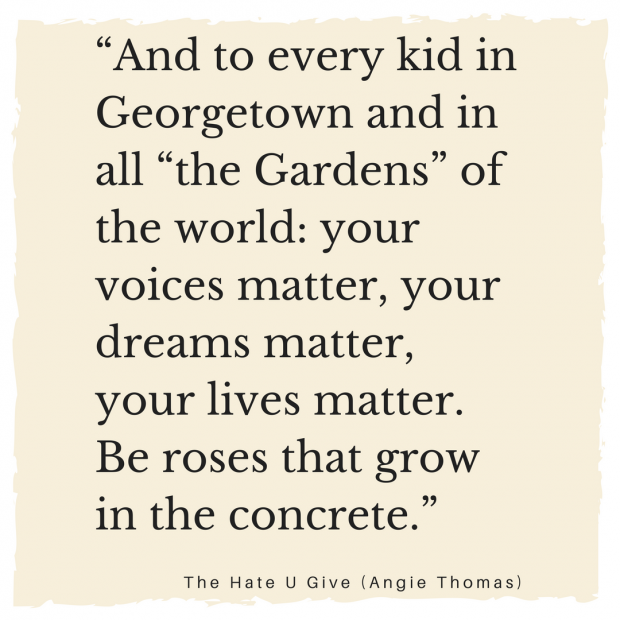 “And to every kid in
Georgetown and in
all “the Gardens” of
the world: your
voices matter, your
dreams matter,
your lives matter.
Be roses that grow
in the concrete.”
The Hate U Give (Angie Thomas)